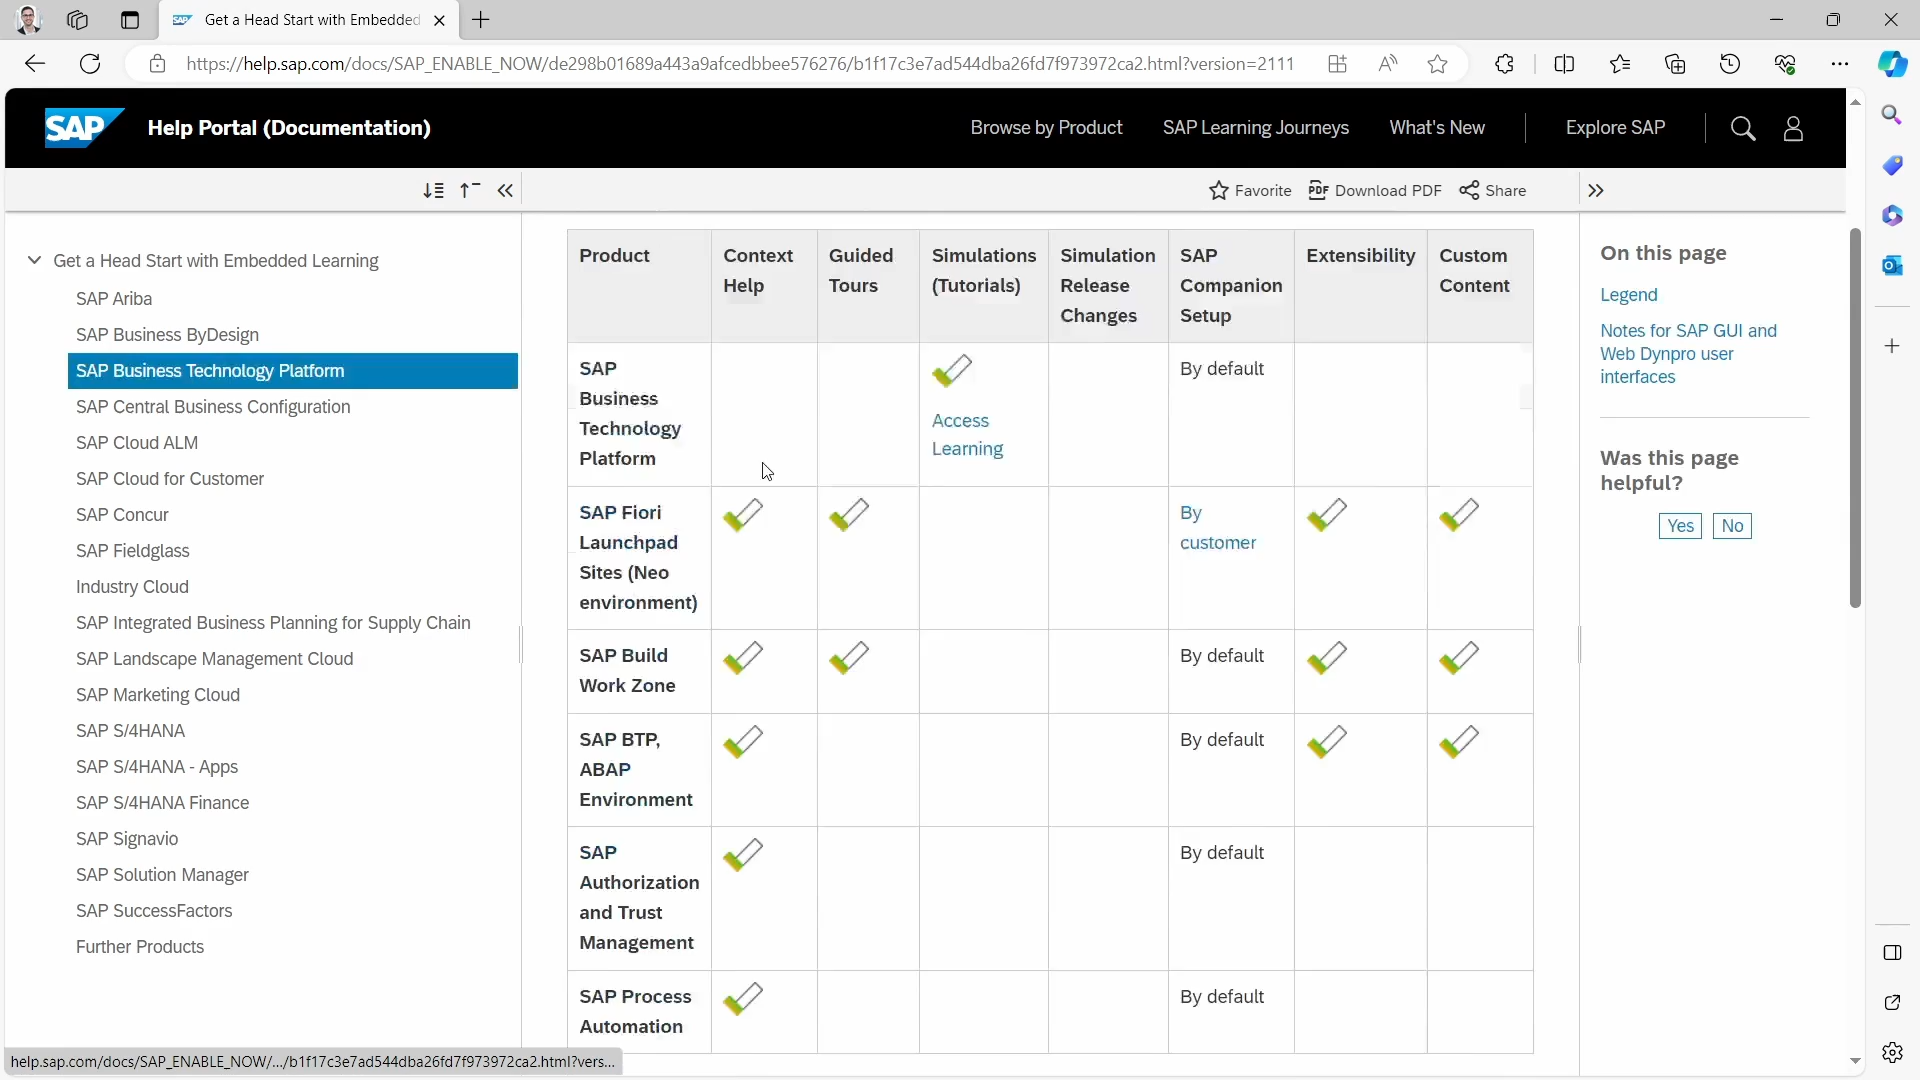 Get a Head Start with Embedded
https://help.sap.com/docs/SAP_ENABLE_NOW/de298b01689a443a9afcedbbee576276/b1f17c3e7ad544dba26fd7f973972ca2.html?version=2111
SAP Help Portal (Documentation)
Browse by Product
SAP Learning Journeys
What's New
Explore SAP
Favorite
PDF Download PDF
Share
Get a Head Start with Embedded Learning
SAP Ariba
SAP Business ByDesign
SAP Business Technology Platform
SAP Central Business Configuration
SAP Cloud ALM
SAP Cloud for Customer
SAP Concur
SAP Fieldglass
Industry Cloud
SAP Integrated Business Planning for Supply Chain
SAP Landscape Management Cloud
SAP Marketing Cloud
SAP S/4HANA
SAP S/4HANA - Apps
SAP S/4HANA Finance
SAP Signavio
SAP Solution Manager
SAP SuccessFactors
Further Products
Product
Context
Help
Guided
Tours
Simulations
(Tutorials)
Simulation
Release
Changes
SAP
Companion
Setup
Extensibility
Custom
Content
SAP
Business
Technology
Platform
Access
Learning
By default
SAP Fiori
Launchpad
Sites (Neo
environment)
By
customer
SAP Build
Work Zone
By default
SAP BTP,
ABAP
Environment
By default
SAP
Authorization
and Trust
Management
By default
SAP Process
Automation
By default
On this page
Legend
Notes for SAP GUI and
Web Dynpro user
interfaces
Was this page
helpful?
Yes
No
help.sap.com/docs/SAP_ENABLE_NOW/.../b1f17c3e7ad544dba26fd7f973972ca2.html?vers...